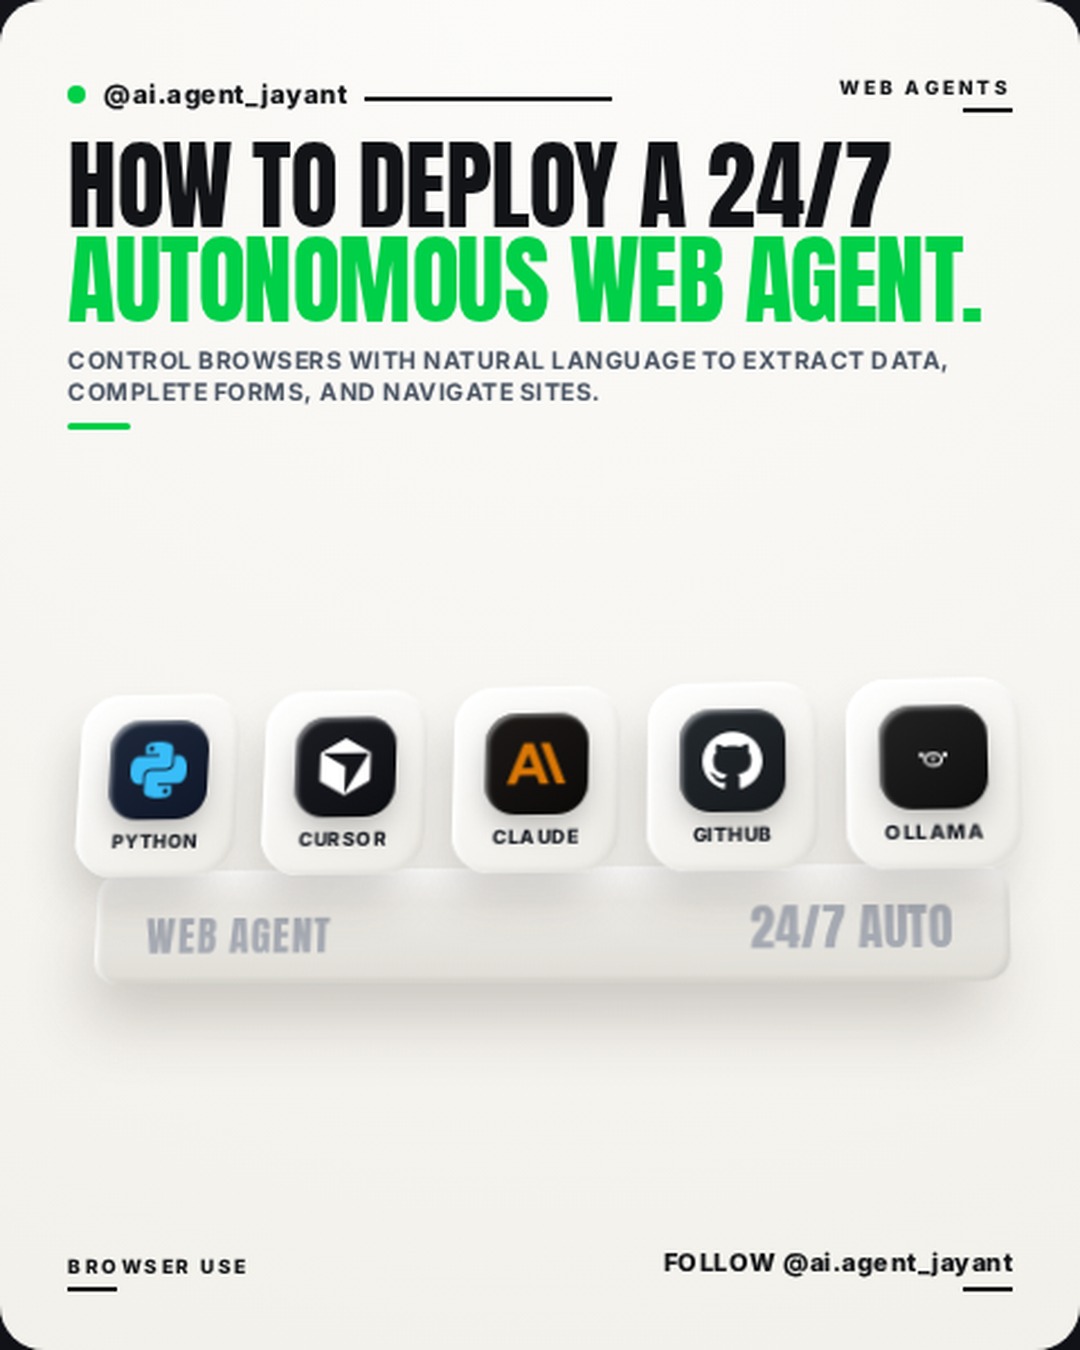 @ai.agent_jayant
WEB AGENTS
HOW TO DEPLOY A 24/7
AUTONOMOUS WEB AGENT.
CONTROL BROWSERS WITH NATURAL LANGUAGE TO EXTRACT DATA,
COMPLETE FORMS, AND NAVIGATE SITES.
PYTHON
CURSOR
CLAUDE
GITHUB
OLLAMA
WEB AGENT
24/7 AUTO
BROWSER USE
FOLLOW @ai.agent_jayant